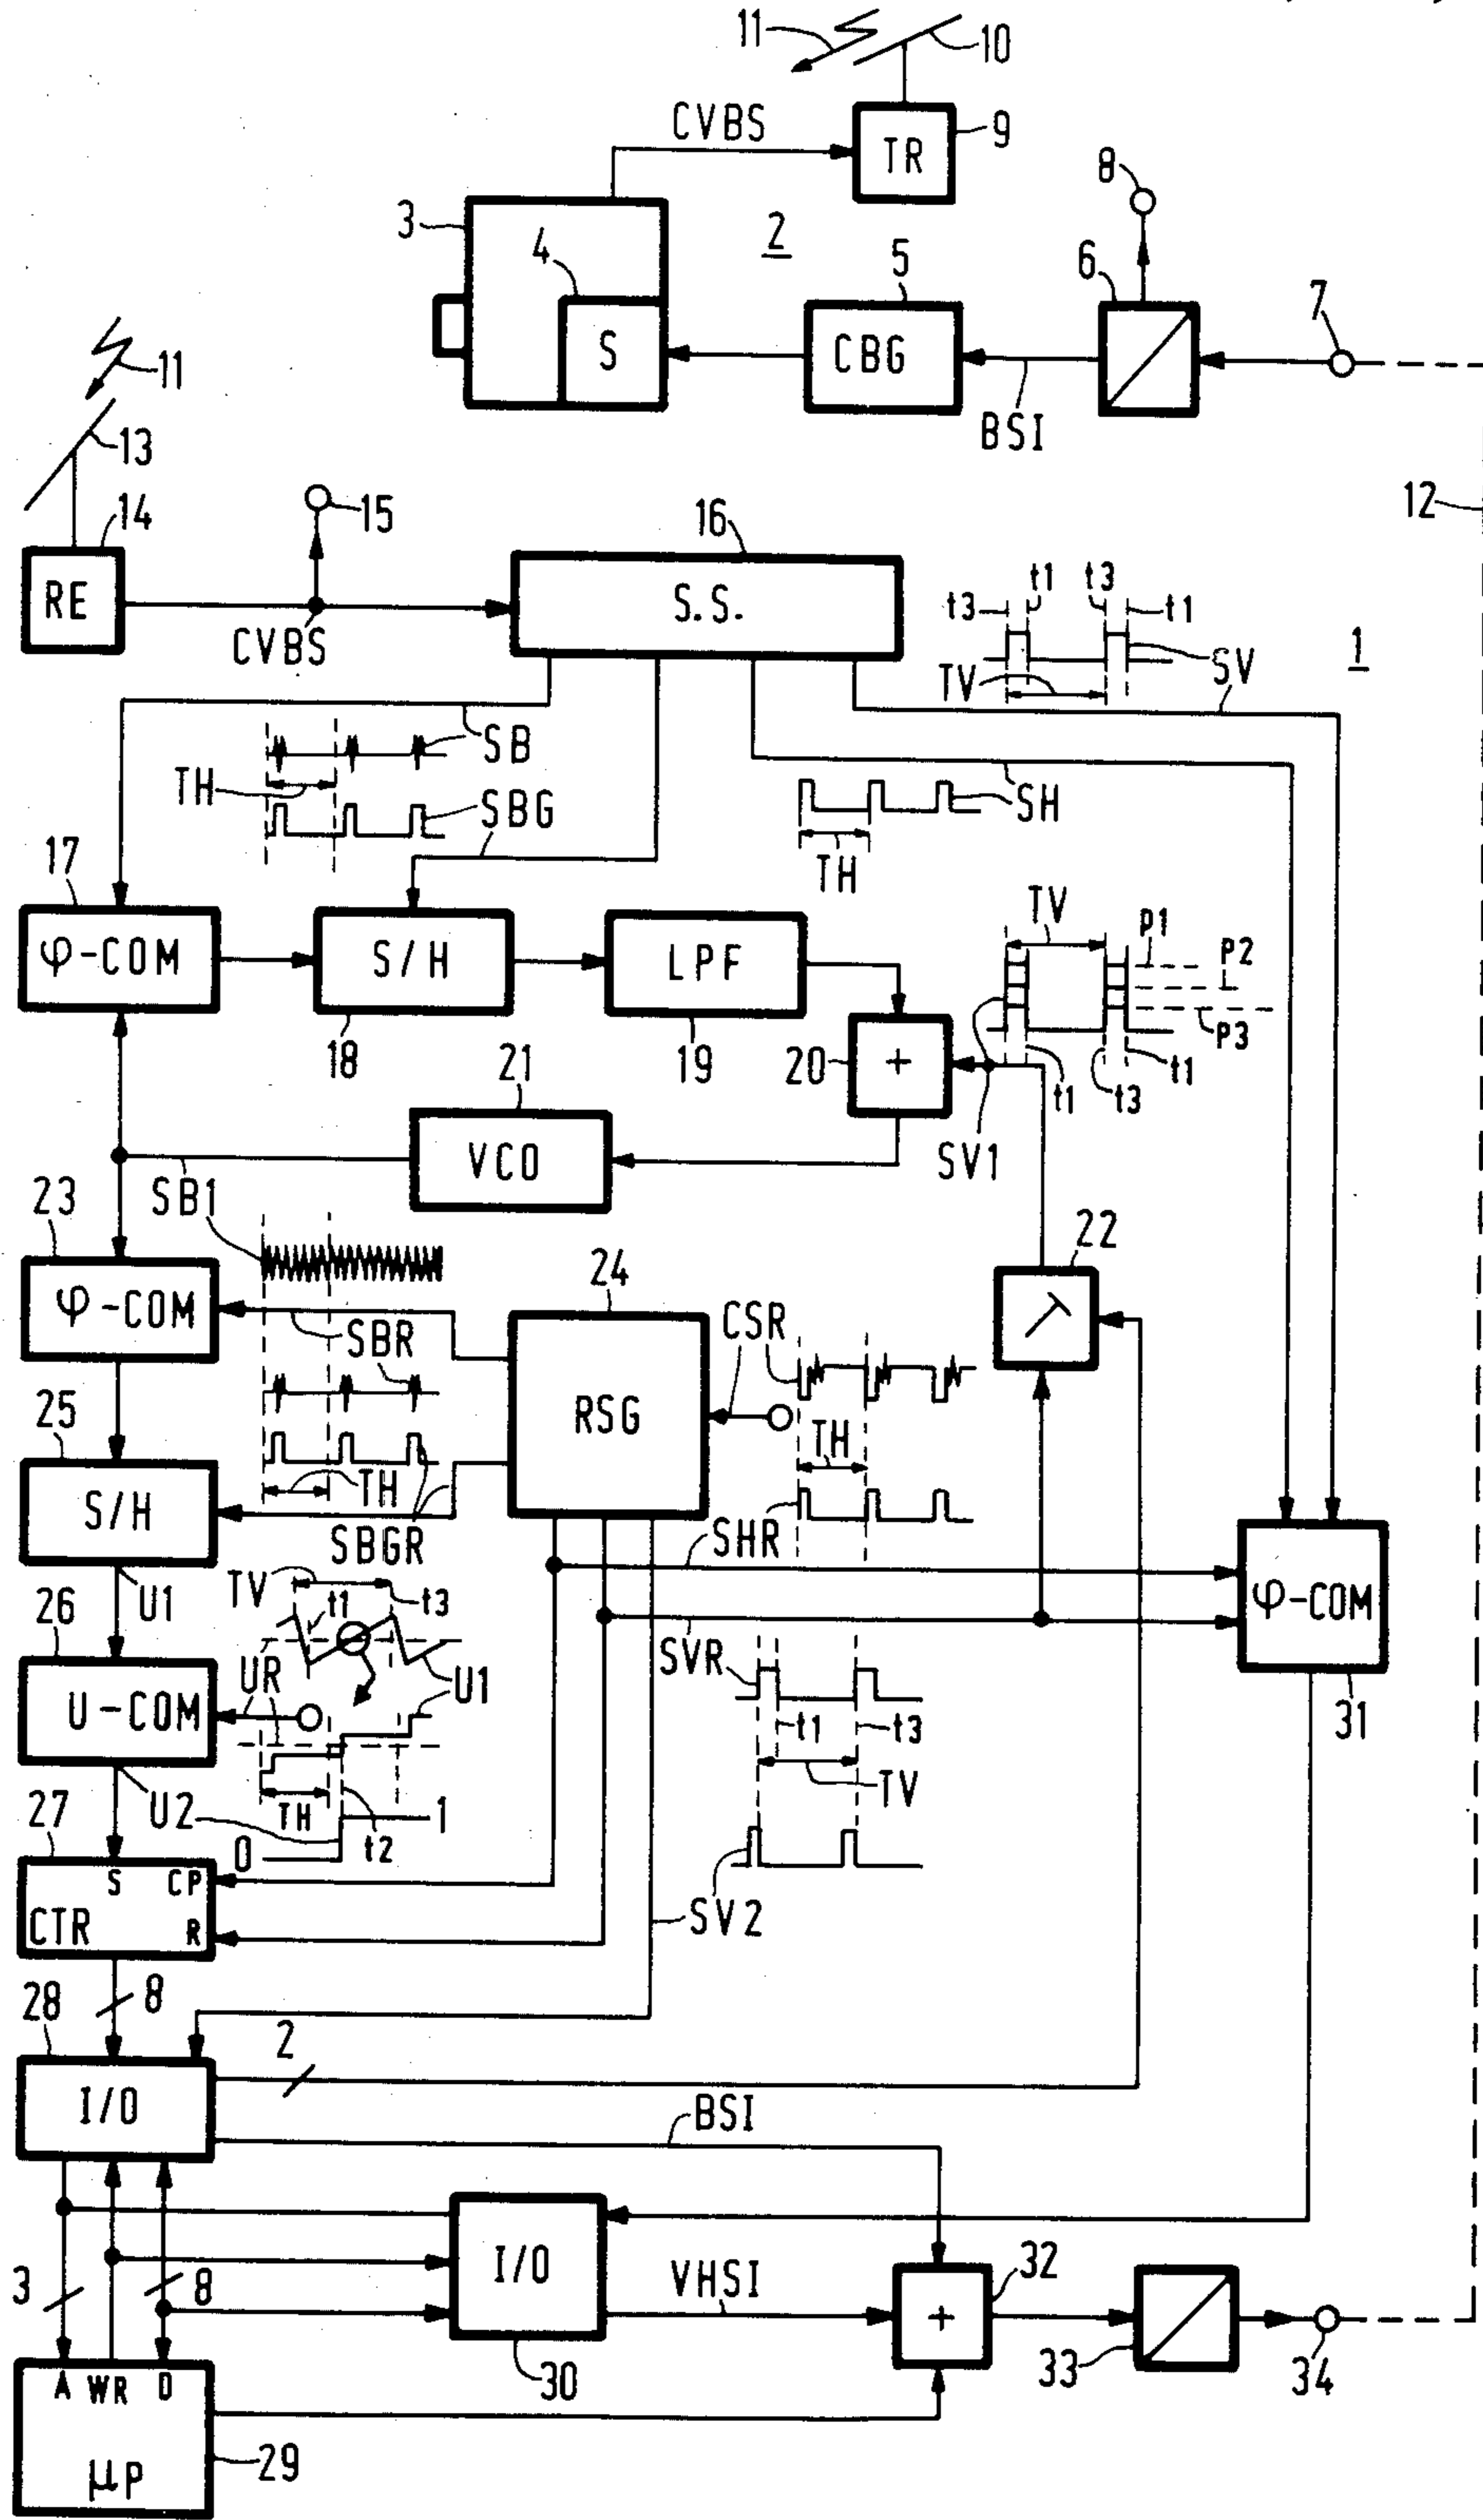 11
10
CVBS
TR
9
8
3
2
4
5
6
7
S
CBG
BSI
11
13
14
15
16
12
RE
CVBS
S.S.
t1 t3
t3 t1
SV
TV
1
SB
TH
SBG
SH
TH
17
φ-COM
S/H
LPF
TV
p1
p2
p3
18
19
20
+
t1
t3
t1
21
VCO
SV1
SB1
23
22
24
φ-COM
SBR
CSR
RSG
TH
25
S/H
TH
SBGR
SHR
TV
t1
t3
26
U1
φ-COM
UR
U1
SVR
U-COM
t1
t3
31
TV
27
U2
TH
t2
1
0
S CP
CTR R
SV2
28
8
2
I/O
BSI
3
8
I/O
VHSI
32
+
33
34
30
A WR D
29
μP